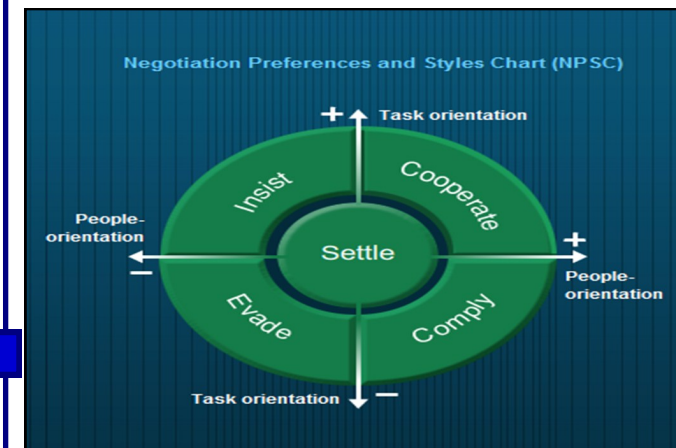 Negotiation Preferences and Styles Chart (NPSC)
+ Task orientation
Insist
Cooperate
People-
orientation
−
Settle
+
People-
orientation
Evade
Comply
Task orientation −